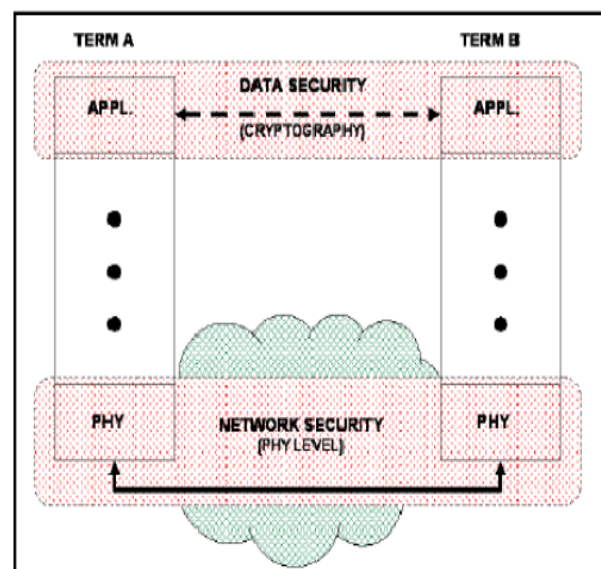 TERM A TERM B
DATA SECURITY
APPL. APPL.
(CRYPTOGRAPHY)
PHY NETWORK SECURITY PHY
(PHY LEVEL)